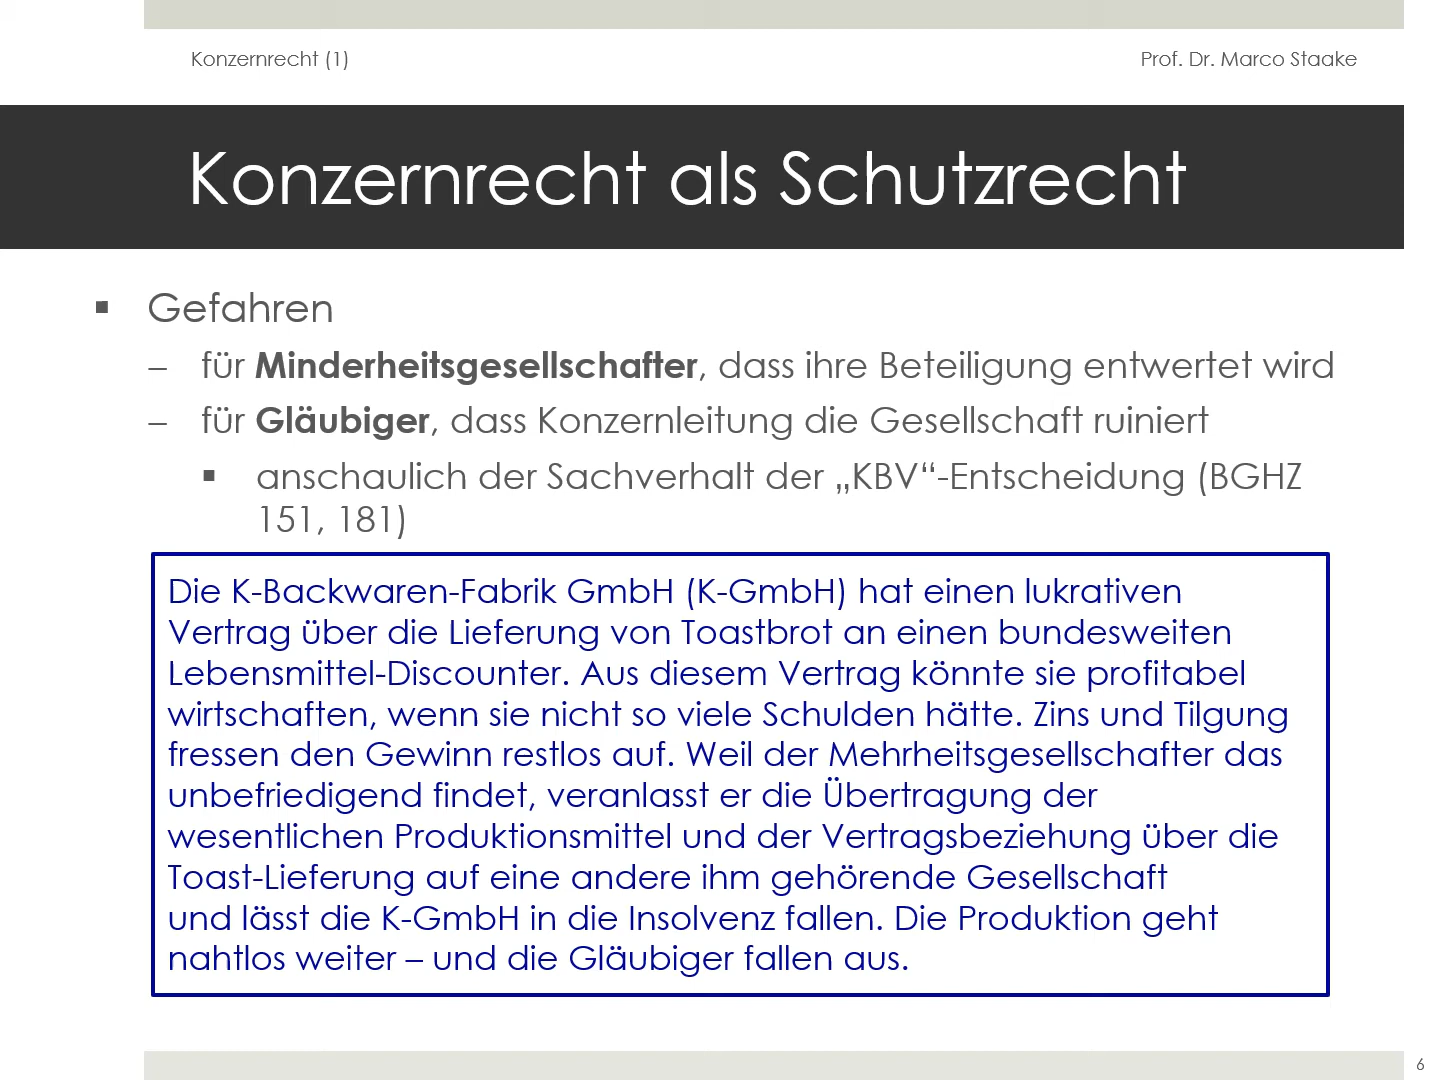 Konzernrecht (1)
Prof. Dr. Marco Staake
Konzernrecht als Schutzrecht
▪ Gefahren
– für Minderheitsgesellschafter, dass ihre Beteiligung entwertet wird
– für Gläubiger, dass Konzernleitung die Gesellschaft ruiniert
▪ anschaulich der Sachverhalt der „KBV“-Entscheidung (BGHZ
151, 181)
Die K-Backwaren-Fabrik GmbH (K-GmbH) hat einen lukrativen
Vertrag über die Lieferung von Toastbrot an einen bundesweiten
Lebensmittel-Discounter. Aus diesem Vertrag könnte sie profitabel
wirtschaften, wenn sie nicht so viele Schulden hätte. Zins und Tilgung
fressen den Gewinn restlos auf. Weil der Mehrheitsgesellschafter das
unbefriedigend findet, veranlasst er die Übertragung der
wesentlichen Produktionsmittel und der Vertragsbeziehung über die
Toast-Lieferung auf eine andere ihm gehörende Gesellschaft
und lässt die K-GmbH in die Insolvenz fallen. Die Produktion geht
nahtlos weiter – und die Gläubiger fallen aus.
6